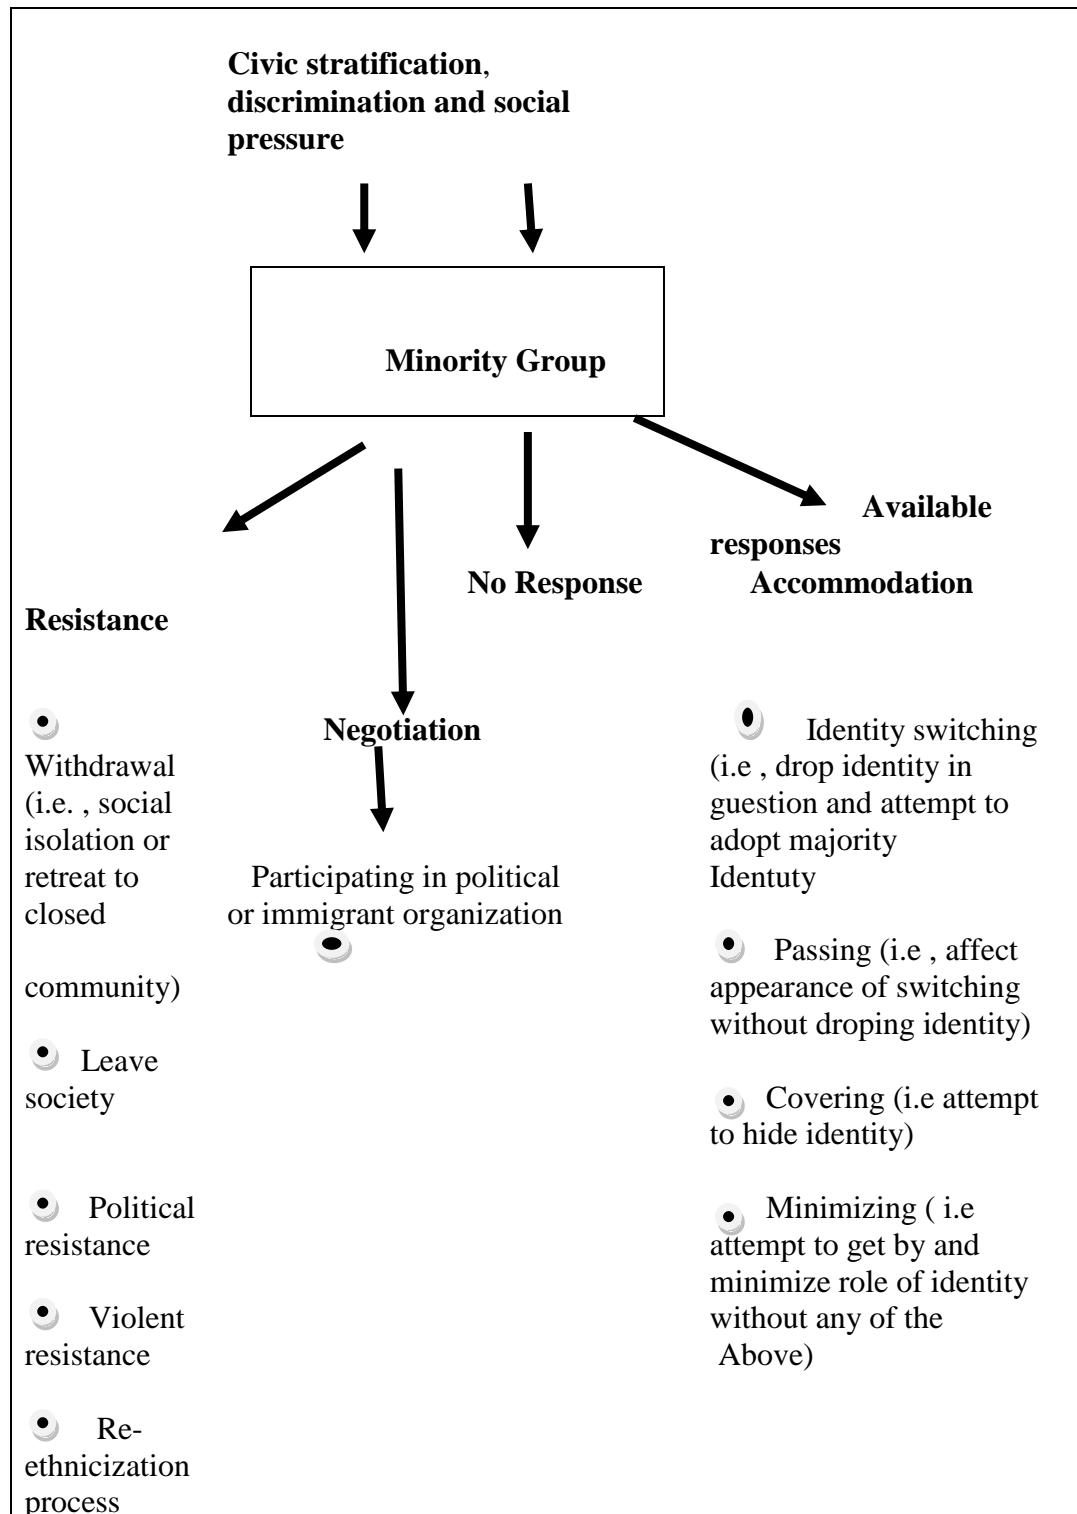 Civic stratification,
discrimination and social
pressure
Minority Group
Available
responses
No Response
Accommodation
Resistance
Withdrawal
(i.e. , social
isolation or
retreat to
closed
community)
Leave
society
Political
resistance
Violent
resistance
Re-
ethnicization
process
Negotiation
Participating in political
or immigrant organization
Identity switching
(i.e , drop identity in
guestion and attempt to
adopt majority
Identuty
Passing (i.e , affect
appearance of switching
without droping identity)
Covering (i.e attempt
to hide identity)
Minimizing ( i.e
attempt to get by and
minimize role of identity
without any of the
Above)